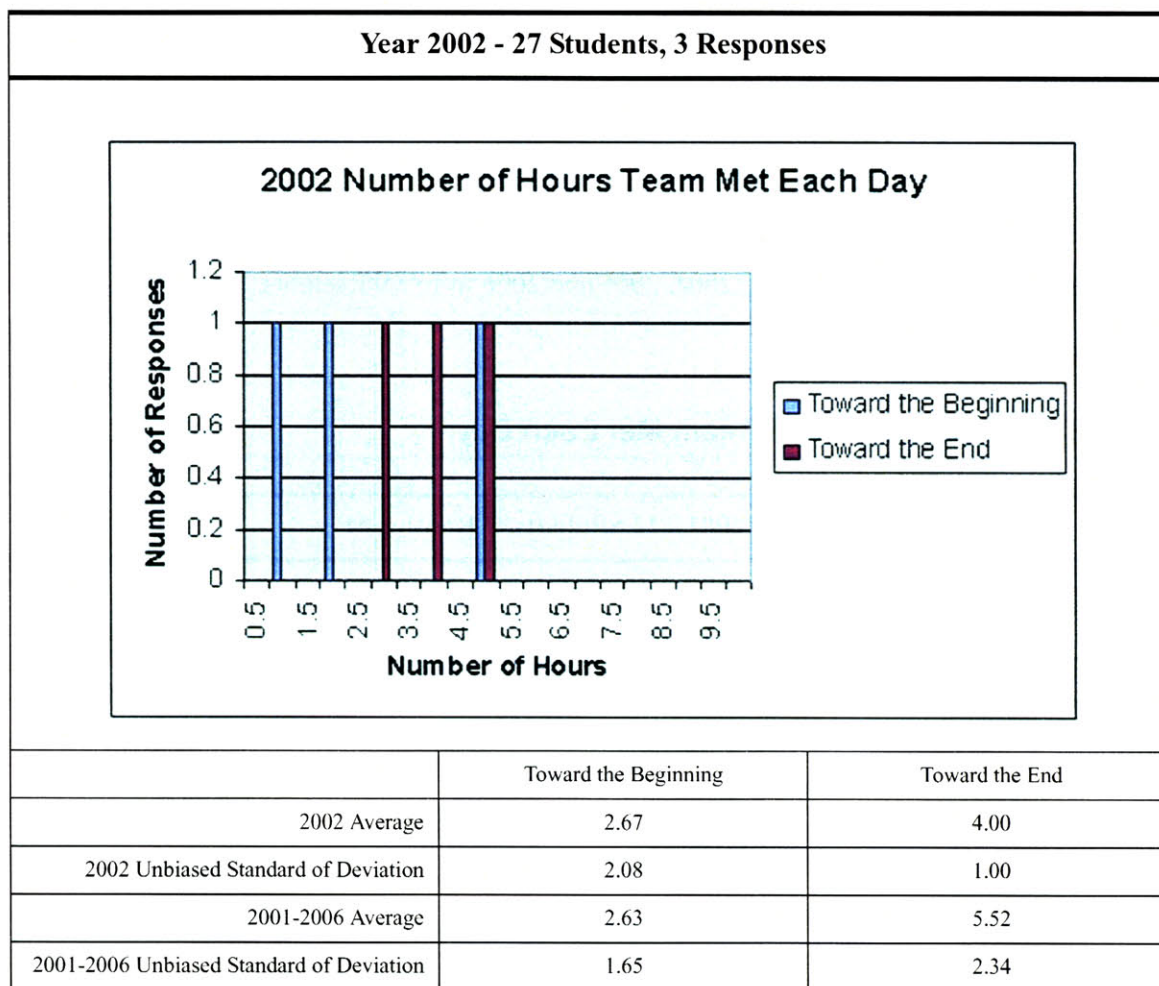 Year 2002 - 27 Students, 3 Responses
2002 Number of Hours Team Met Each Day
Number of Responses
1.2
1
0.8
0.6
0.4
0.2
0
0.5
1.5
2.5
3.5
4.5
5.5
6.5
7.5
8.5
9.5
Number of Hours
Toward the Beginning
Toward the End
Toward the Beginning Toward the End
2002 Average 2.67 4.00
2002 Unbiased Standard of Deviation 2.08 1.00
2001-2006 Average 2.63 5.52
2001-2006 Unbiased Standard of Deviation 1.65 2.34